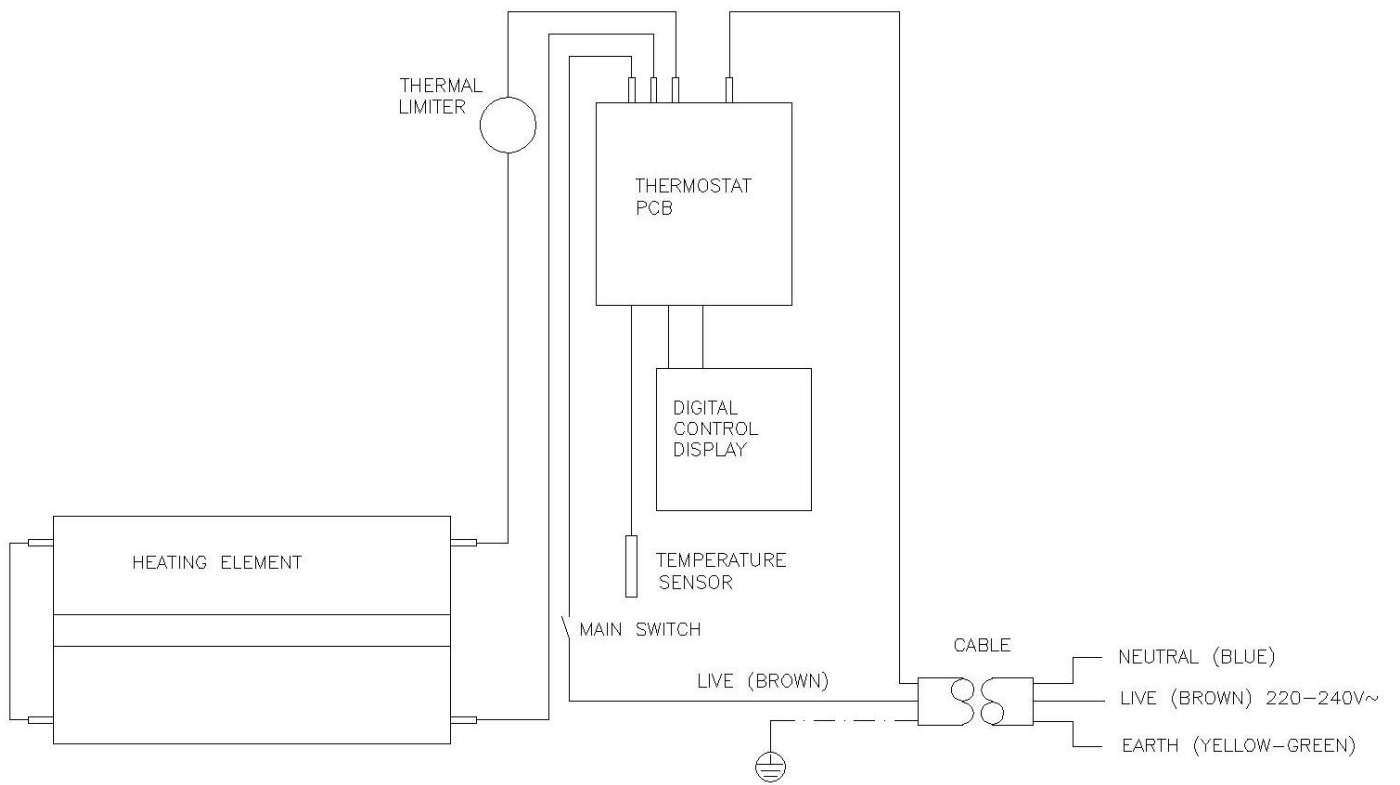 THERMAL
LIMITER
THERMOSTAT
PCB
DIGITAL
CONTROL
DISPLAY
HEATING ELEMENT
TEMPERATURE
SENSOR
MAIN SWITCH
CABLE
NEUTRAL (BLUE)
LIVE (BROWN)
LIVE (BROWN) 220-240V~
EARTH (YELLOW-GREEN)